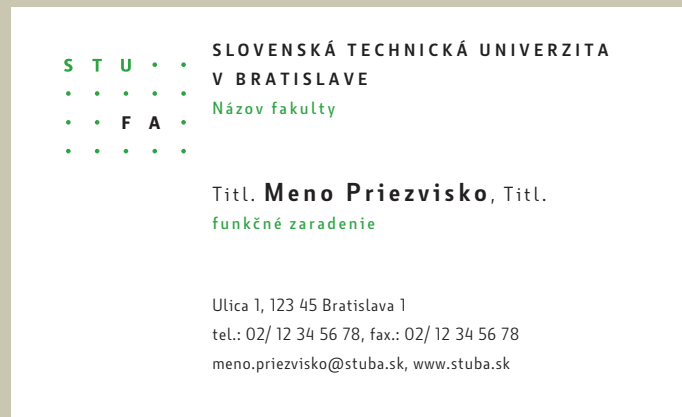 S T U
F A
SLOVENSKÁ TECHNICKÁ UNIVERZITA
V BRATISLAVE
Názov fakulty
Titl. Meno Priezvisko, Titl.
funkčné zaradenie
Ulica 1, 123 45 Bratislava 1
tel.: 02/ 12 34 56 78, fax.: 02/ 12 34 56 78
meno.priezvisko@stuba.sk, www.stuba.sk